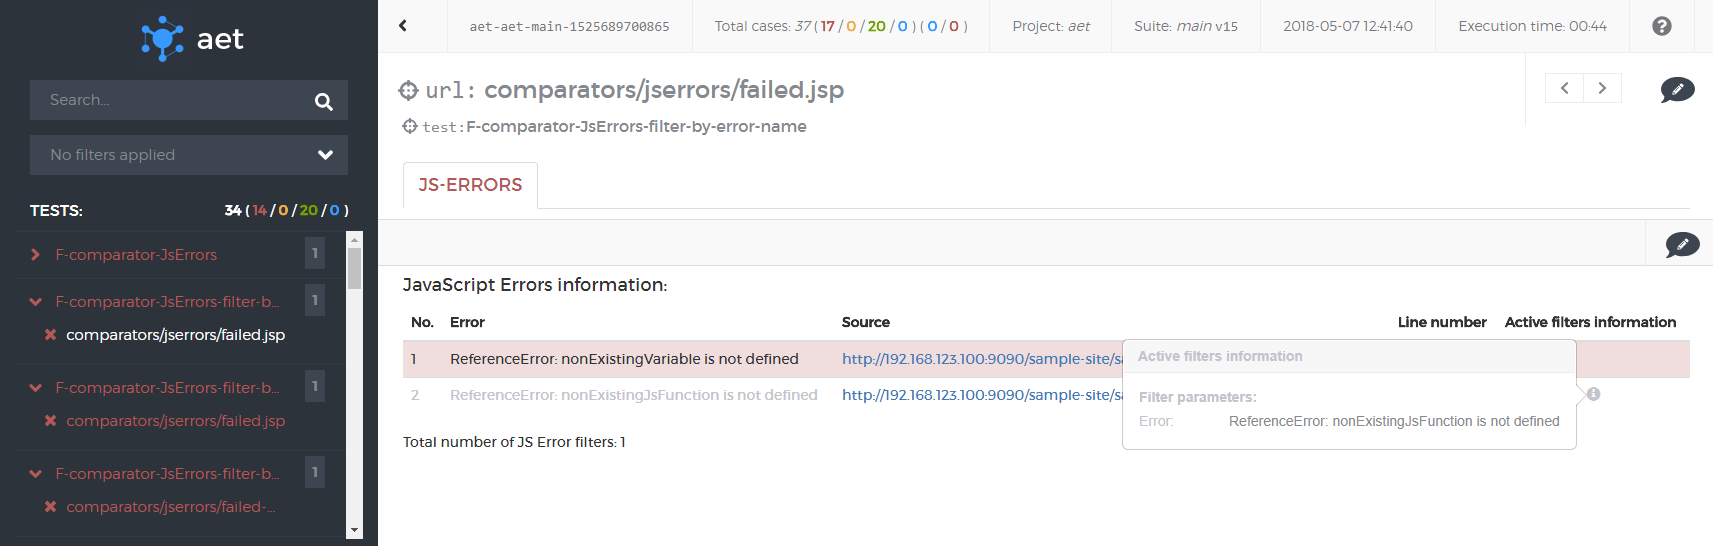 aet
Search...
No filters applied
TESTS: 34 ( 14 / 0 / 20 / 0 )
F-comparator-JsErrors 1
F-comparator-JsErrors-filter-b... 1
comparators/jserrors/failed.jsp
F-comparator-JsErrors-filter-b... 1
comparators/jserrors/failed.jsp
F-comparator-JsErrors-filter-b... 1
comparators/jserrors/failed-...
aet-aet-main-1525689700865 Total cases: 37 ( 17 / 0 / 20 / 0 ) ( 0 / 0 ) Project: aet Suite: main v15 2018-05-07 12:41:40 Execution time: 00:44 ?
url: comparators/jserrors/failed.jsp
test:F-comparator-JsErrors-filter-by-error-name
JS-ERRORS
JavaScript Errors information:
No. Error Source Line number Active filters information
1 ReferenceError: nonExistingVariable is not defined http://192.168.123.100:9090/sample-site/sa
2 ReferenceError: nonExistingJsFunction is not defined http://192.168.123.100:9090/sample-site/sa
Active filters information
Filter parameters:
Error: ReferenceError: nonExistingJsFunction is not defined
Total number of JS Error filters: 1